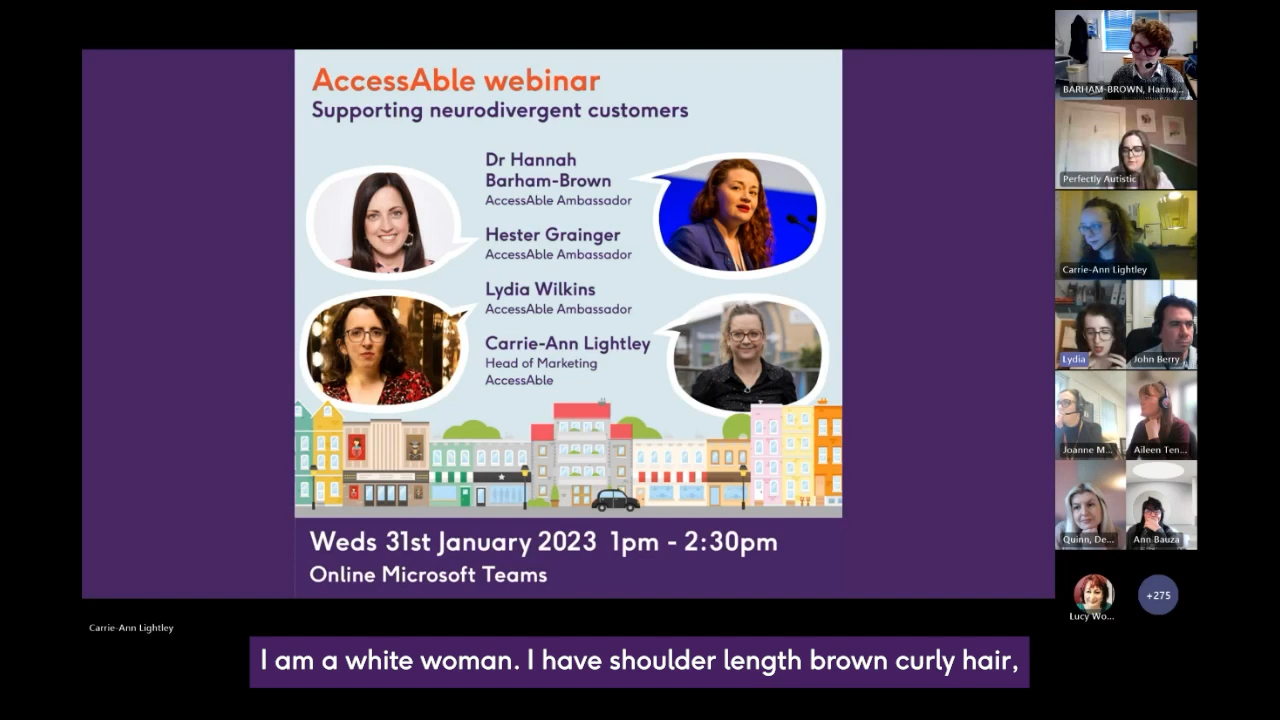 AccessAble webinar
Supporting neurodivergent customers
Dr Hannah
Barham-Brown
AccessAble Ambassador
Hester Grainger
AccessAble Ambassador
Lydia Wilkins
AccessAble Ambassador
Carrie-Ann Lightley
Head of Marketing
AccessAble
Weds 31st January 2023 1pm - 2:30pm
Online Microsoft Teams
BARHAM-BROWN, Hanna...
Perfectly Autistic
Carrie-Ann Lightley
Lydia
John Berry
Joanne M...
Aileen Ten...
Quinn, De...
Ann Bauza
Lucy Wo...
+275
Carrie-Ann Lightley
I am a white woman. I have shoulder length brown curly hair,